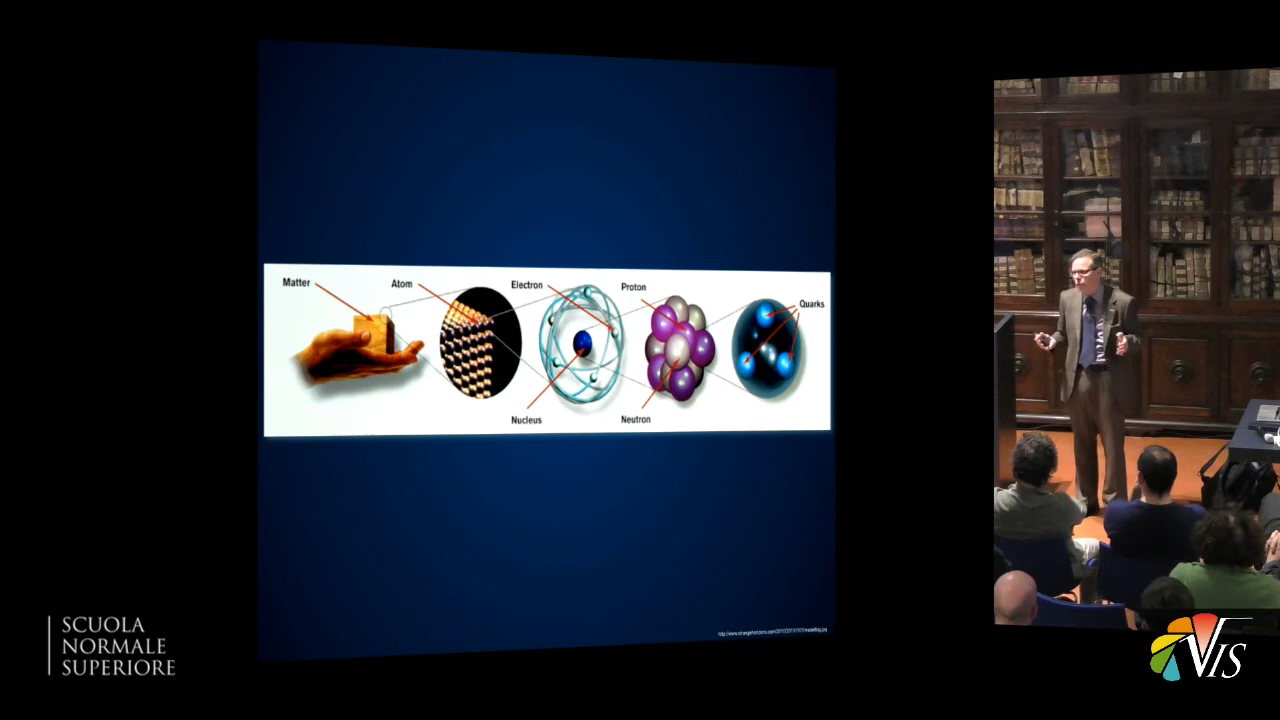 Matter
Atom
Electron
Proton
Quarks
Nucleus
Neutron
SCUOLA
NORMALE
SUPERIORE
VIS